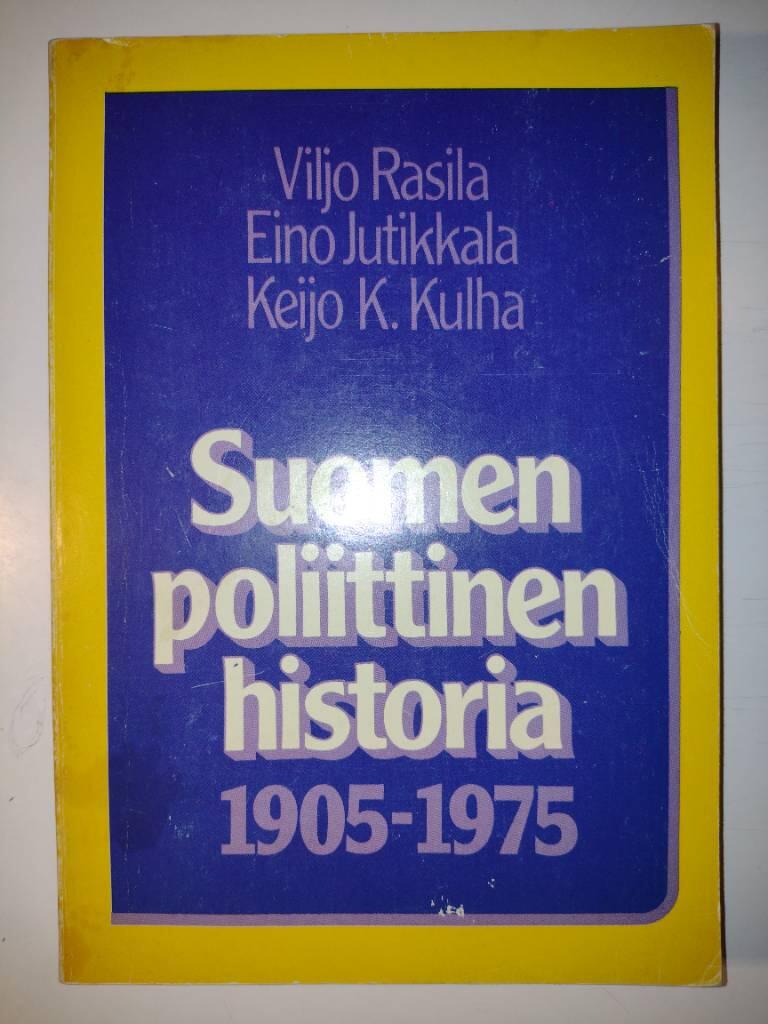 Viljo Rasila
Eino Jutikkala
Keijo K. Kulha
Suomen
poliittinen
historia
1905-1975